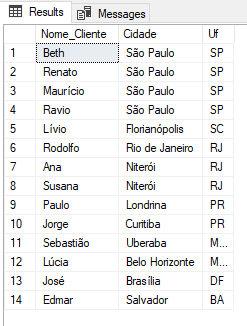 Results Messages
Nome_Cliente Cidade Uf
1 Beth São Paulo SP
2 Renato São Paulo SP
3 Maurício São Paulo SP
4 Ravio São Paulo SP
5 Lívio Florianópolis SC
6 Rodolfo Rio de Janeiro RJ
7 Ana Niterói RJ
8 Susana Niterói RJ
9 Paulo Londrina PR
10 Jorge Curitiba PR
11 Sebastião Uberaba M...
12 Lúcia Belo Horizonte M...
13 José Brasília DF
14 Edmar Salvador BA